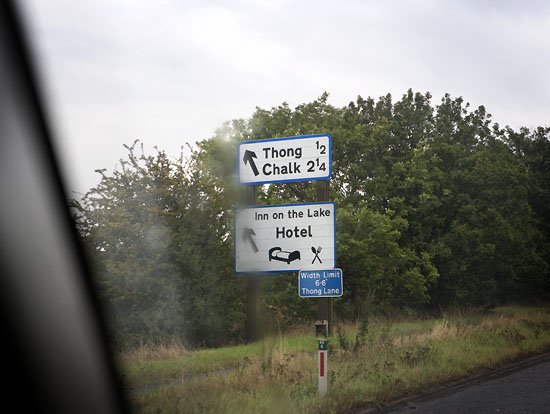 Thong ½
Chalk 2¼
Inn on the Lake
Hotel
Width Limit
6'-6"
Thong Lane